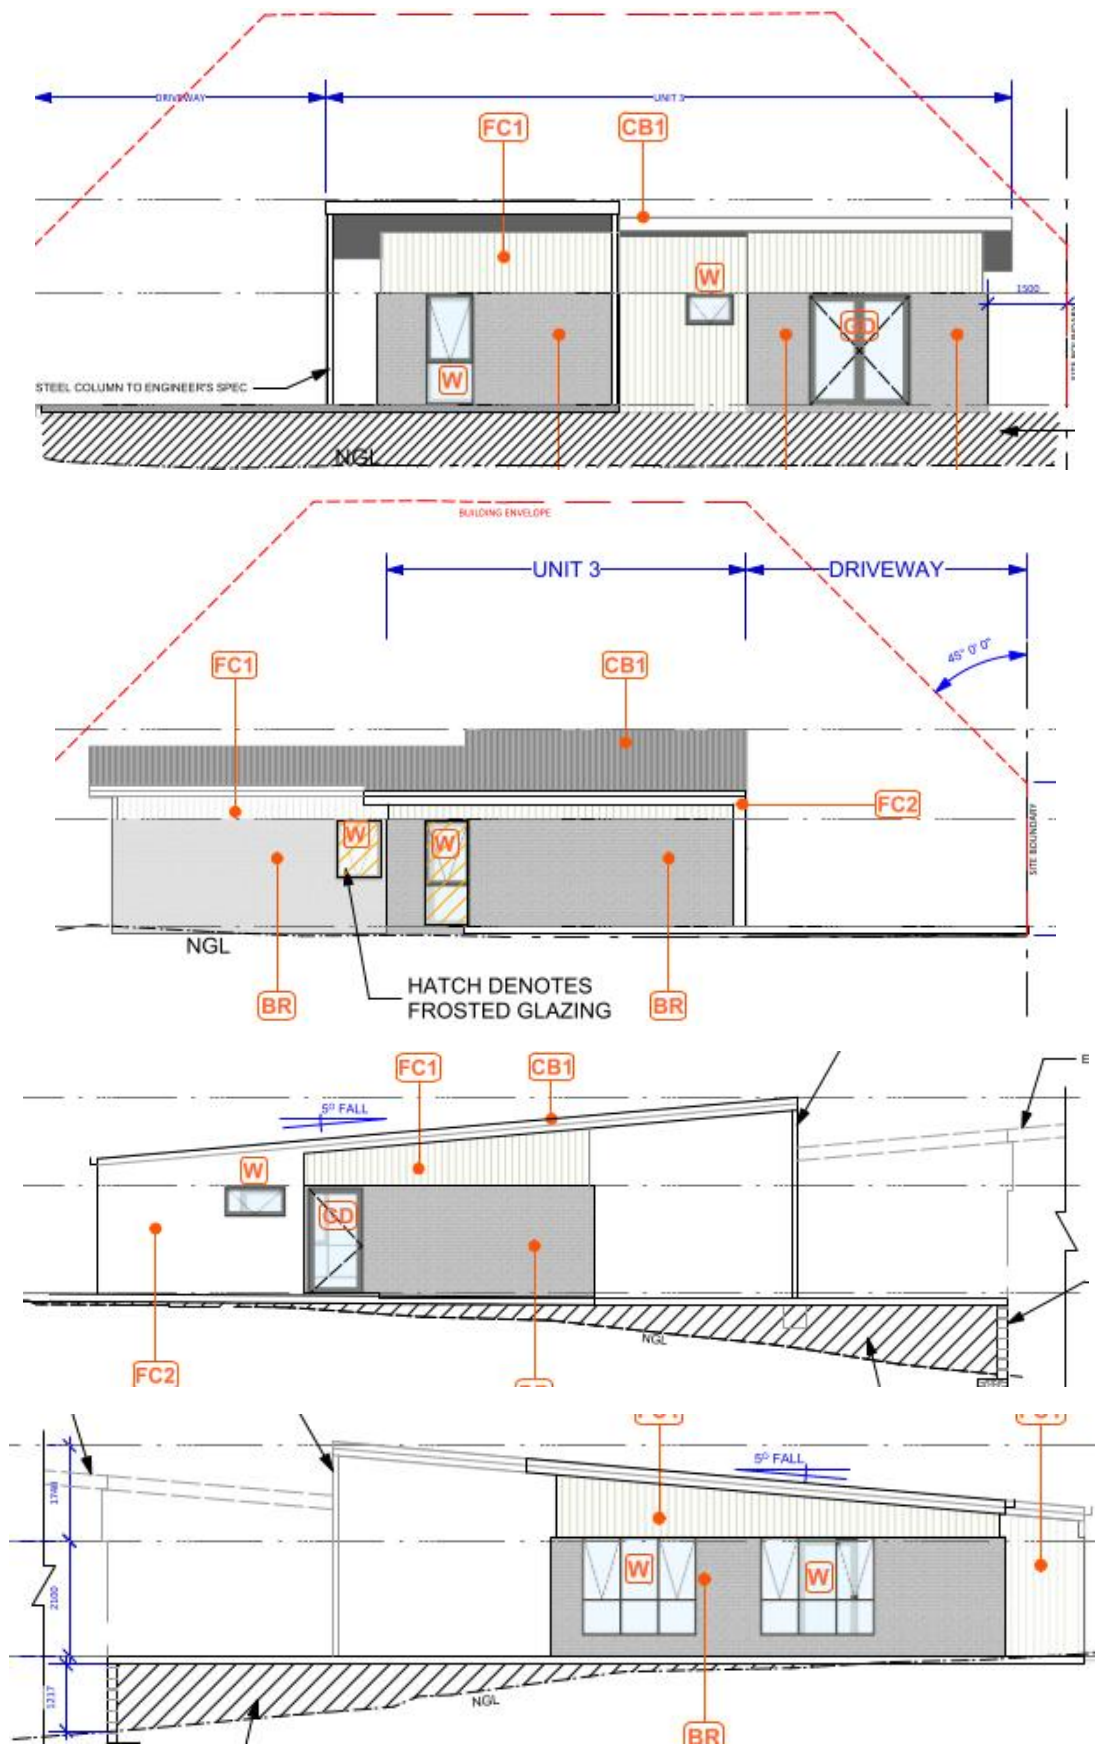 DRIVEWAY
UNIT 3
FC1
CB1
W
GD
1500
W
STEEL COLUMN TO ENGINEER'S SPEC
NGL
BUILDING ENVELOPE
UNIT 3
DRIVEWAY
45° 0' 0"
FC1
CB1
FC2
W
W
SITE BOUNDARY
NGL
HATCH DENOTES
FROSTED GLAZING
BR
BR
FC1
CB1
5° FALL
W
GD
NGL
FC2
5° FALL
1748
W
W
2100
1217
NGL
BR